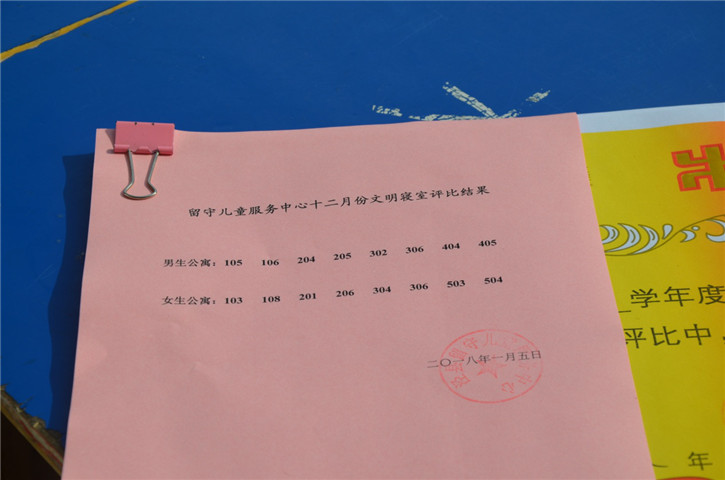 留守儿童服务中心十二月份文明寝室评比结果
男生公寓：105 106 204 205 302 306 404 405
女生公寓：103 108 201 206 304 306 503 504
二〇一八年一月五日
学年度
评比中，
年